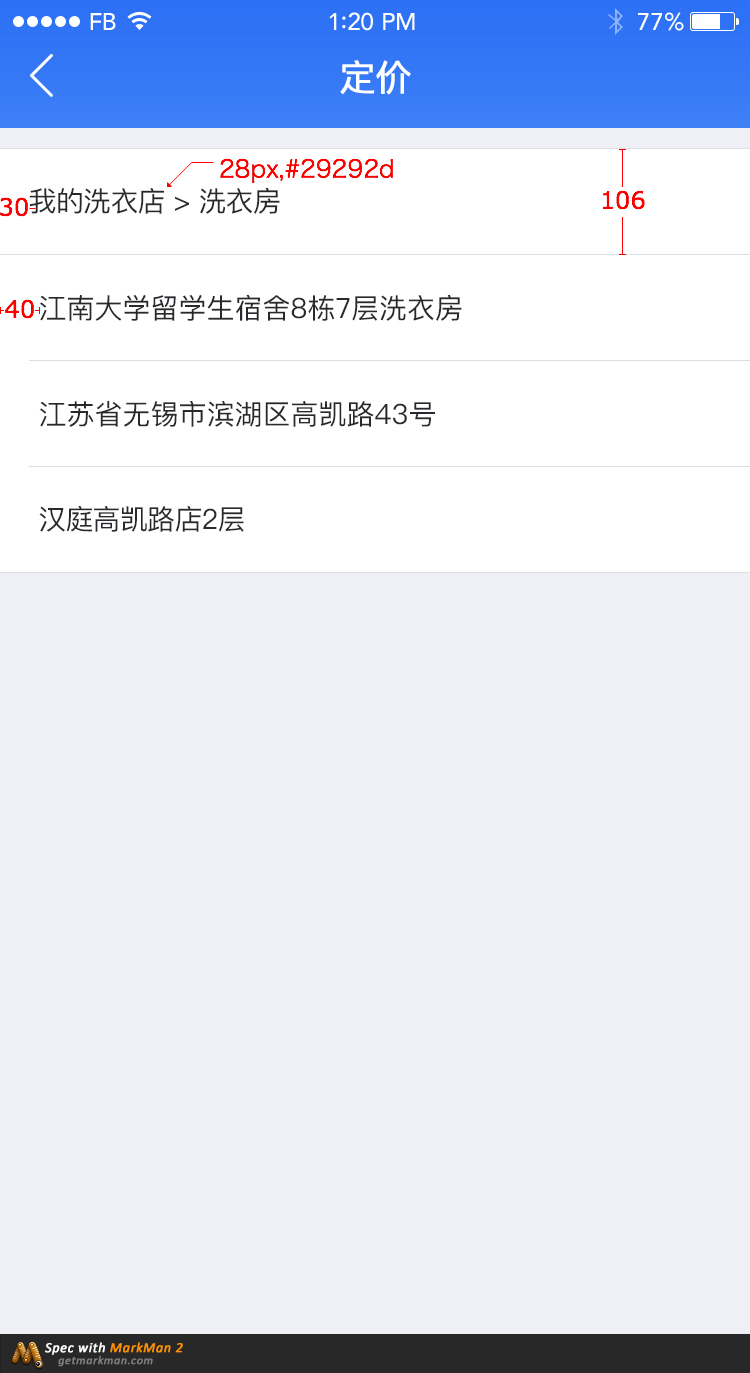 FB 1:20 PM 77%
定价
28px,#29292d
30 我的洗衣店 > 洗衣房 106
40 江南大学留学生宿舍8栋7层洗衣房
江苏省无锡市滨湖区高凯路43号
汉庭高凯路店2层
Spec with MarkMan 2
getmarkman.com